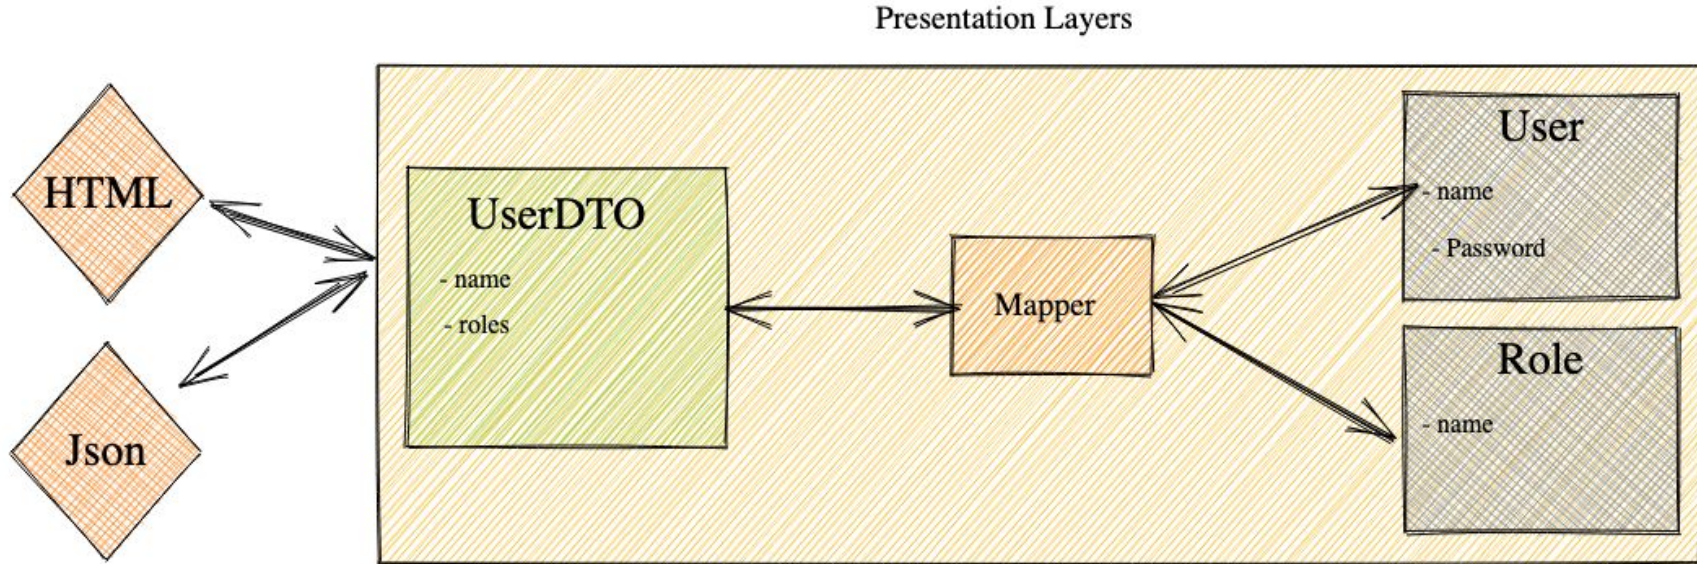 Presentation Layers
HTML
Json
UserDTO
- name
- roles
Mapper
User
- name
- Password
Role
- name